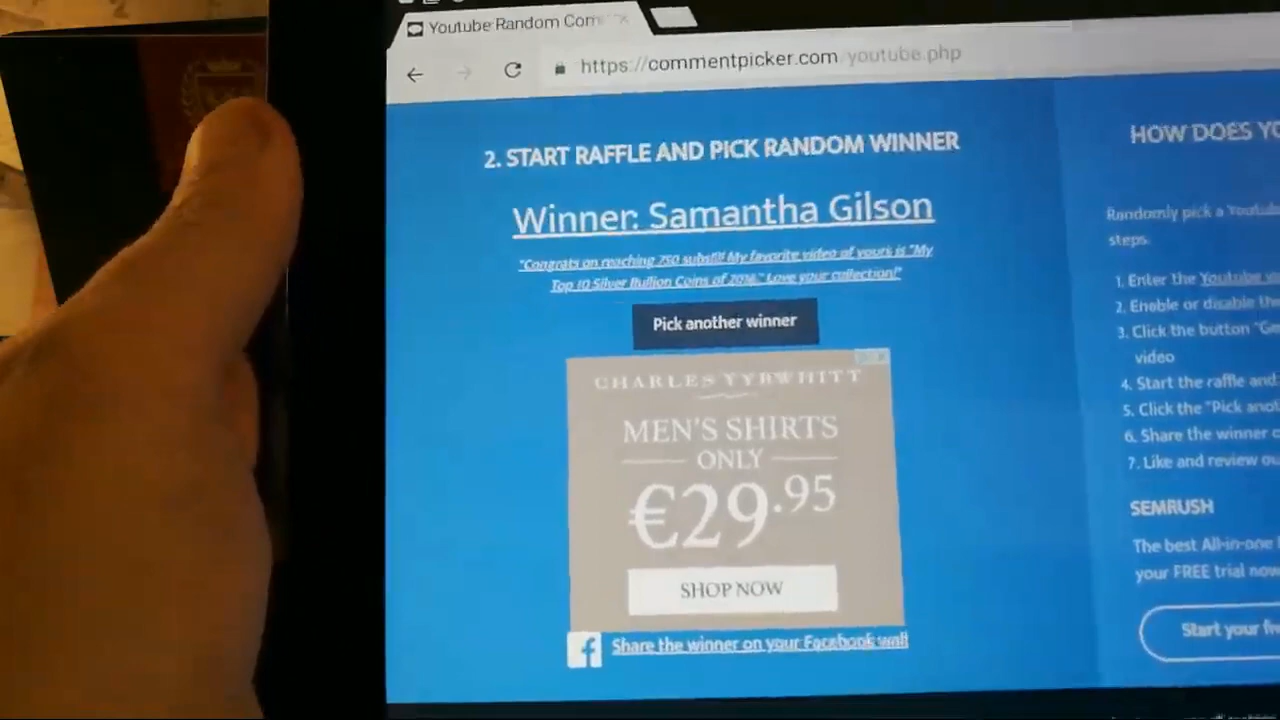 Youtube Random Com
https://commentpicker.com/youtube.php
2. START RAFFLE AND PICK RANDOM WINNER
Winner: Samantha Gilson
"Congrats on reaching 750 subs!!! My favorite video of yours is "My
Top 10 Silver Bullion Coins of 2016." Love your collection!"
Pick another winner
CHARLES TYRWHITT
MEN'S SHIRTS
ONLY
€29.95
SHOP NOW
Share the winner on your Facebook wall
HOW DOES YO
Randomly pick a Youtube
steps.
1. Enter the Youtube
2. Enable or disable the
3. Click the button "Ge
video
4. Start the raffle and
5. Click the "Pick anot
6. Share the winner o
7. Like and review ou
SEMRUSH
The best All-in-one
your FREE trial now
Start your